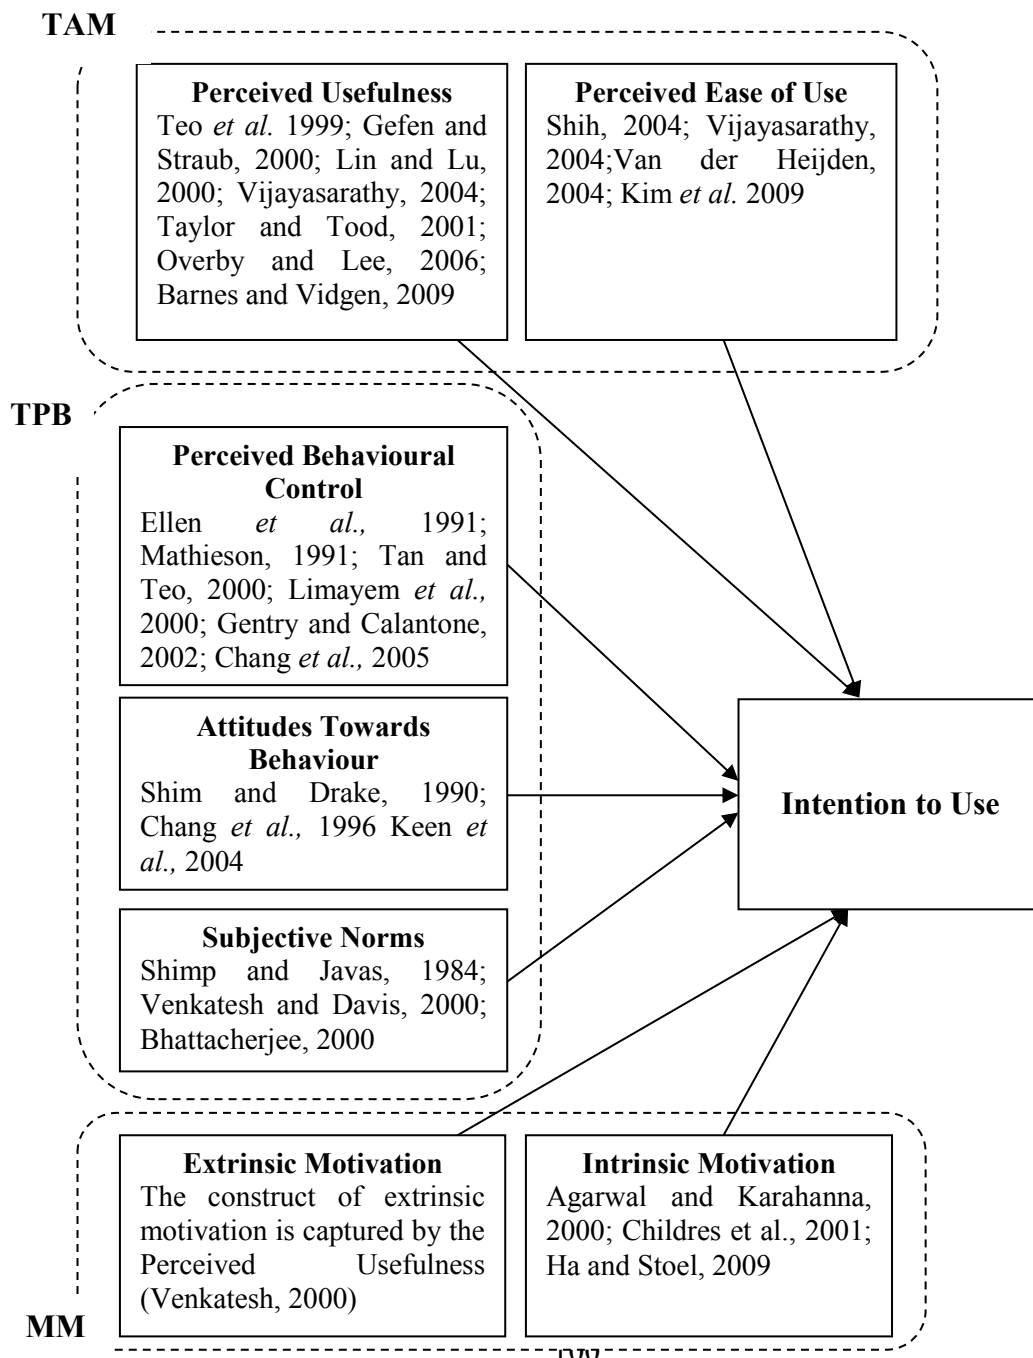 TAM
Perceived Usefulness
Teo et al. 1999; Gefen and
Straub, 2000; Lin and Lu,
2000; Vijayasarathy, 2004;
Taylor and Tood, 2001;
Overby and Lee, 2006;
Barnes and Vidgen, 2009
Perceived Ease of Use
Shih, 2004; Vijayasarathy,
2004;Van der Heijden,
2004; Kim et al. 2009
TPB
Perceived Behavioural
Control
Ellen et al., 1991;
Mathieson, 1991; Tan and
Teo, 2000; Limayem et al.,
2000; Gentry and Calantone,
2002; Chang et al., 2005
Attitudes Towards
Behaviour
Shim and Drake, 1990;
Chang et al., 1996 Keen et
al., 2004
Subjective Norms
Shimp and Javas, 1984;
Venkatesh and Davis, 2000;
Bhattacherjee, 2000
Intention to Use
Extrinsic Motivation
The construct of extrinsic
motivation is captured by the
Perceived Usefulness
(Venkatesh, 2000)
Intrinsic Motivation
Agarwal and Karahanna,
2000; Childres et al., 2001;
Ha and Stoel, 2009
MM